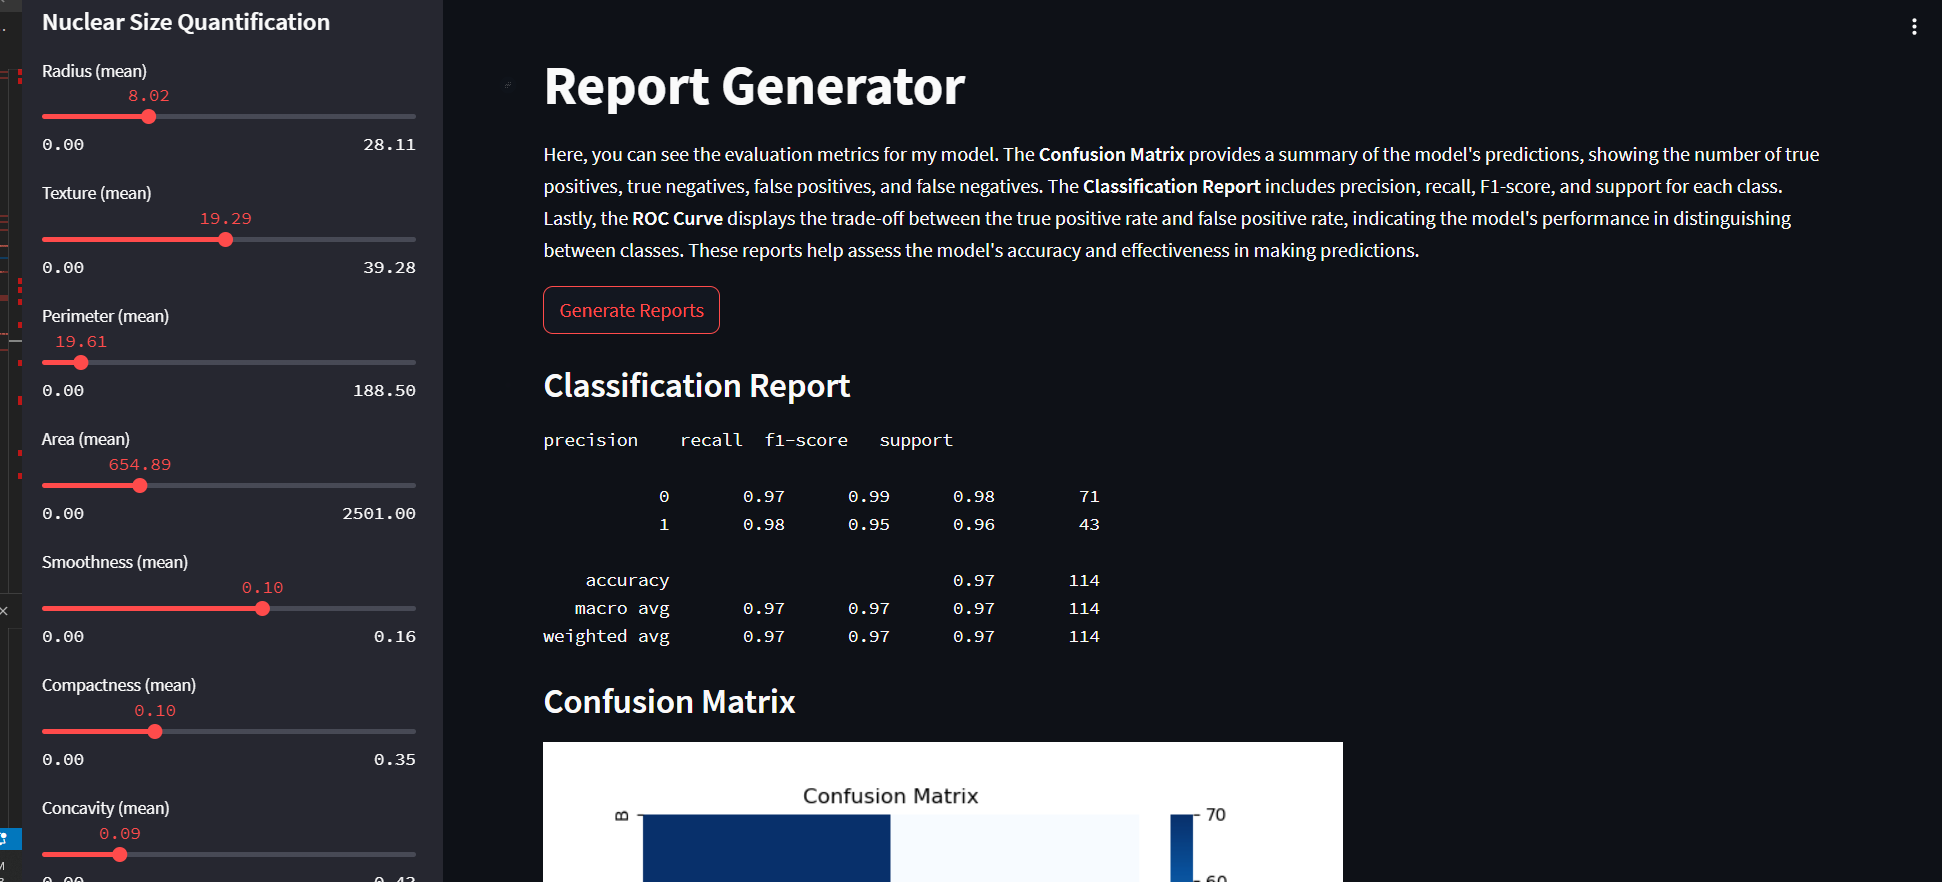 Nuclear Size Quantification
Radius (mean)
8.02
0.00 28.11
Texture (mean)
19.29
0.00 39.28
Perimeter (mean)
19.61
0.00 188.50
Area (mean)
654.89
0.00 2501.00
Smoothness (mean)
0.10
0.00 0.16
Compactness (mean)
0.10
0.00 0.35
Concavity (mean)
0.09
0.00 0.43
Report Generator
Here, you can see the evaluation metrics for my model. The Confusion Matrix provides a summary of the model's predictions, showing the number of true
positives, true negatives, false positives, and false negatives. The Classification Report includes precision, recall, F1-score, and support for each class.
Lastly, the ROC Curve displays the trade-off between the true positive rate and false positive rate, indicating the model's performance in distinguishing
between classes. These reports help assess the model's accuracy and effectiveness in making predictions.
Generate Reports
Classification Report
precision recall f1-score support
0 0.97 0.99 0.98 71
1 0.98 0.95 0.96 43
accuracy 0.97 114
macro avg 0.97 0.97 0.97 114
weighted avg 0.97 0.97 0.97 114
Confusion Matrix
Confusion Matrix
B
70
60